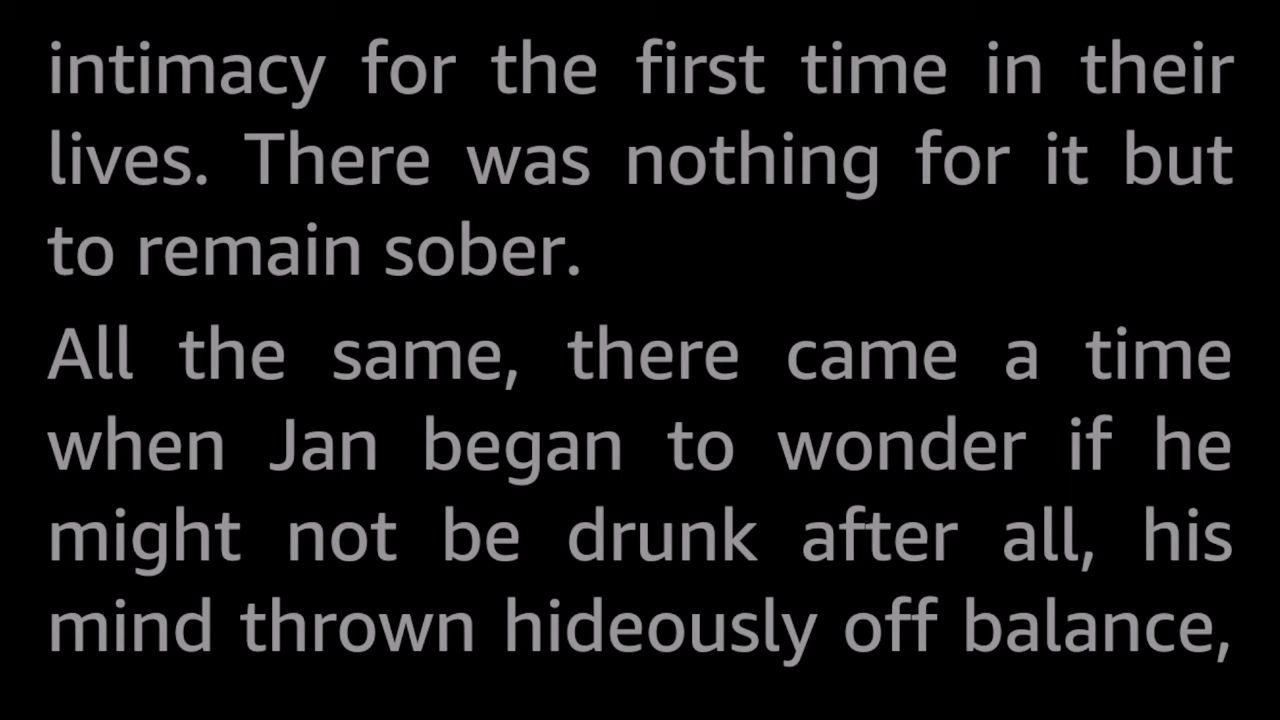 intimacy for the first time in their
lives. There was nothing for it but
to remain sober.
All the same, there came a time
when Jan began to wonder if he
might not be drunk after all, his
mind thrown hideously off balance,